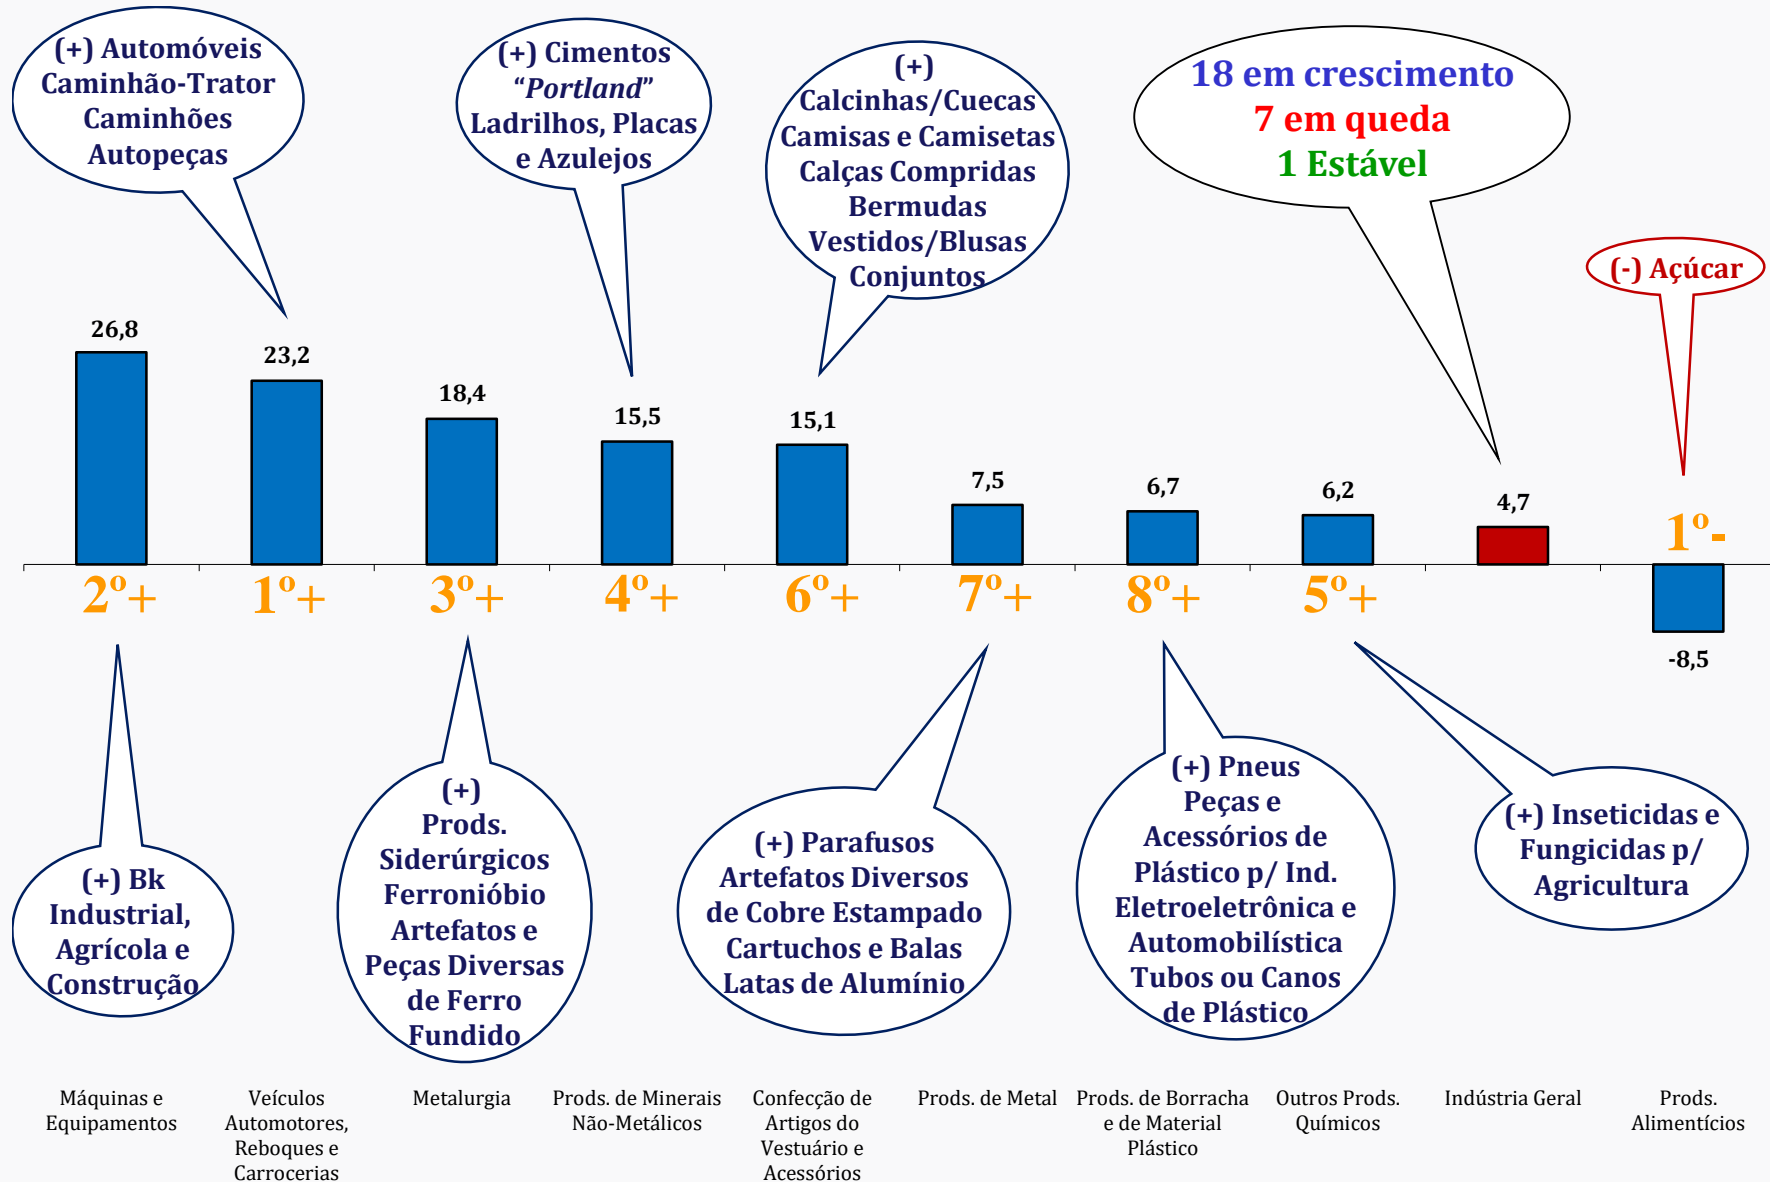 (+) Automóveis
Caminhão-Trator
Caminhões
Autopeças
(+) Cimentos
“Portland”
Ladrilhos, Placas
e Azulejos
(+)
Calcinhas/Cuecas
Camisas e Camisetas
Calças Compridas
Bermudas
Vestidos/Blusas
Conjuntos
18 em crescimento
7 em queda
1 Estável
(-) Açúcar
26,8
23,2
18,4
15,5
15,1
7,5
6,7
6,2
4,7
-8,5
2º+
1º+
3º+
4º+
6º+
7º+
8º+
5º+
1º-
(+) Bk
Industrial,
Agrícola e
Construção
(+)
Prods.
Siderúrgicos
Ferronióbio
Artefatos e
Peças Diversas
de Ferro
Fundido
(+) Parafusos
Artefatos Diversos
de Cobre Estampado
Cartuchos e Balas
Latas de Alumínio
(+) Pneus
Peças e
Acessórios de
Plástico p/ Ind.
Eletroeletrônica e
Automobilística
Tubos ou Canos
de Plástico
(+) Inseticidas e
Fungicidas p/
Agricultura
Máquinas e
Equipamentos
Veículos
Automotores,
Reboques e
Carrocerias
Metalurgia
Prods. de Minerais
Não-Metálicos
Confecção de
Artigos do
Vestuário e
Acessórios
Prods. de Metal
Prods. de Borracha
e de Material
Plástico
Outros Prods.
Químicos
Indústria Geral
Prods.
Alimentícios